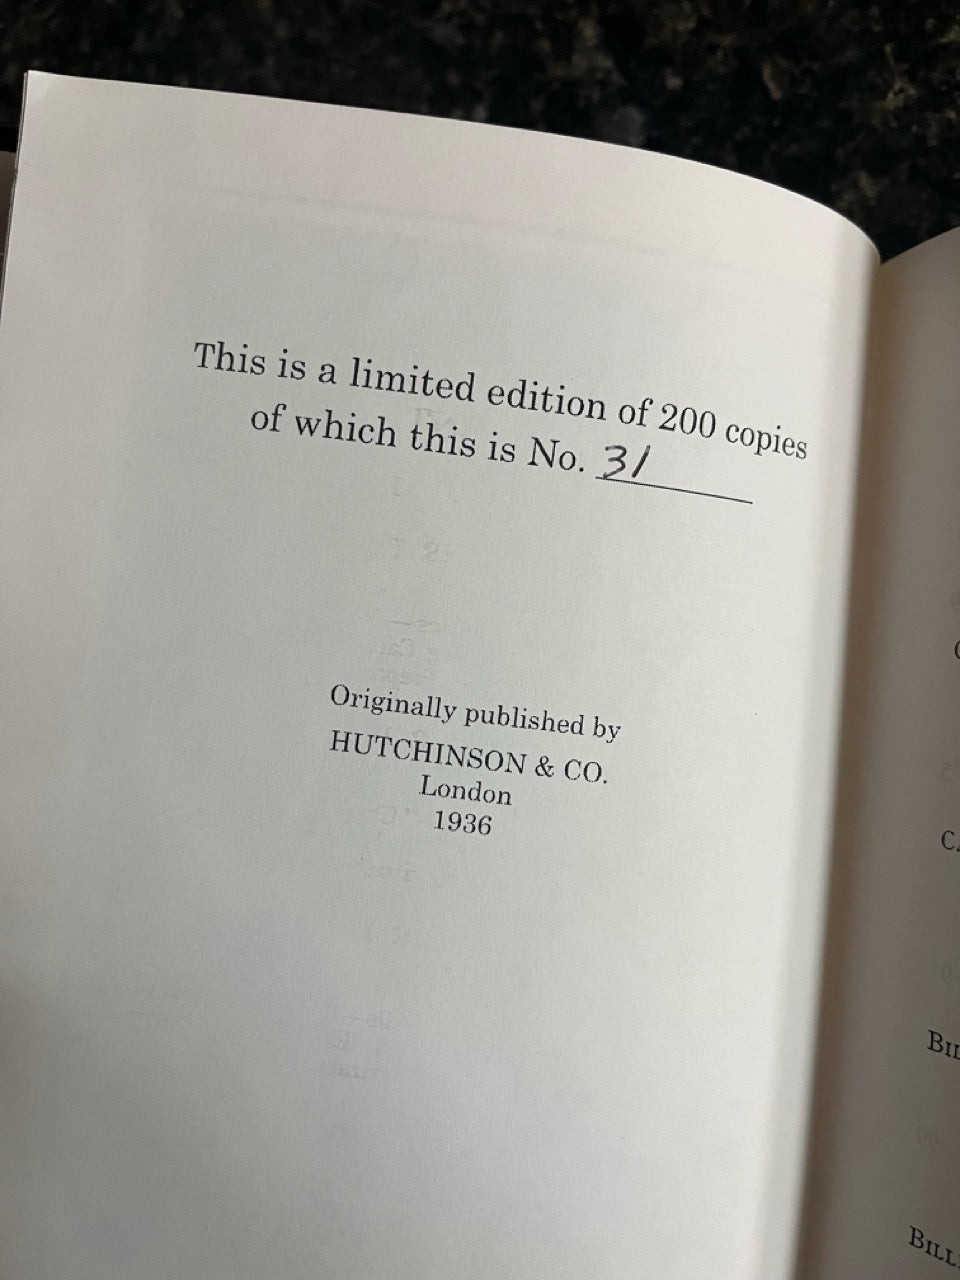 This is a limited edition of 200 copies
of which this is No. 31
Originally published by
HUTCHINSON & CO.
London
1936